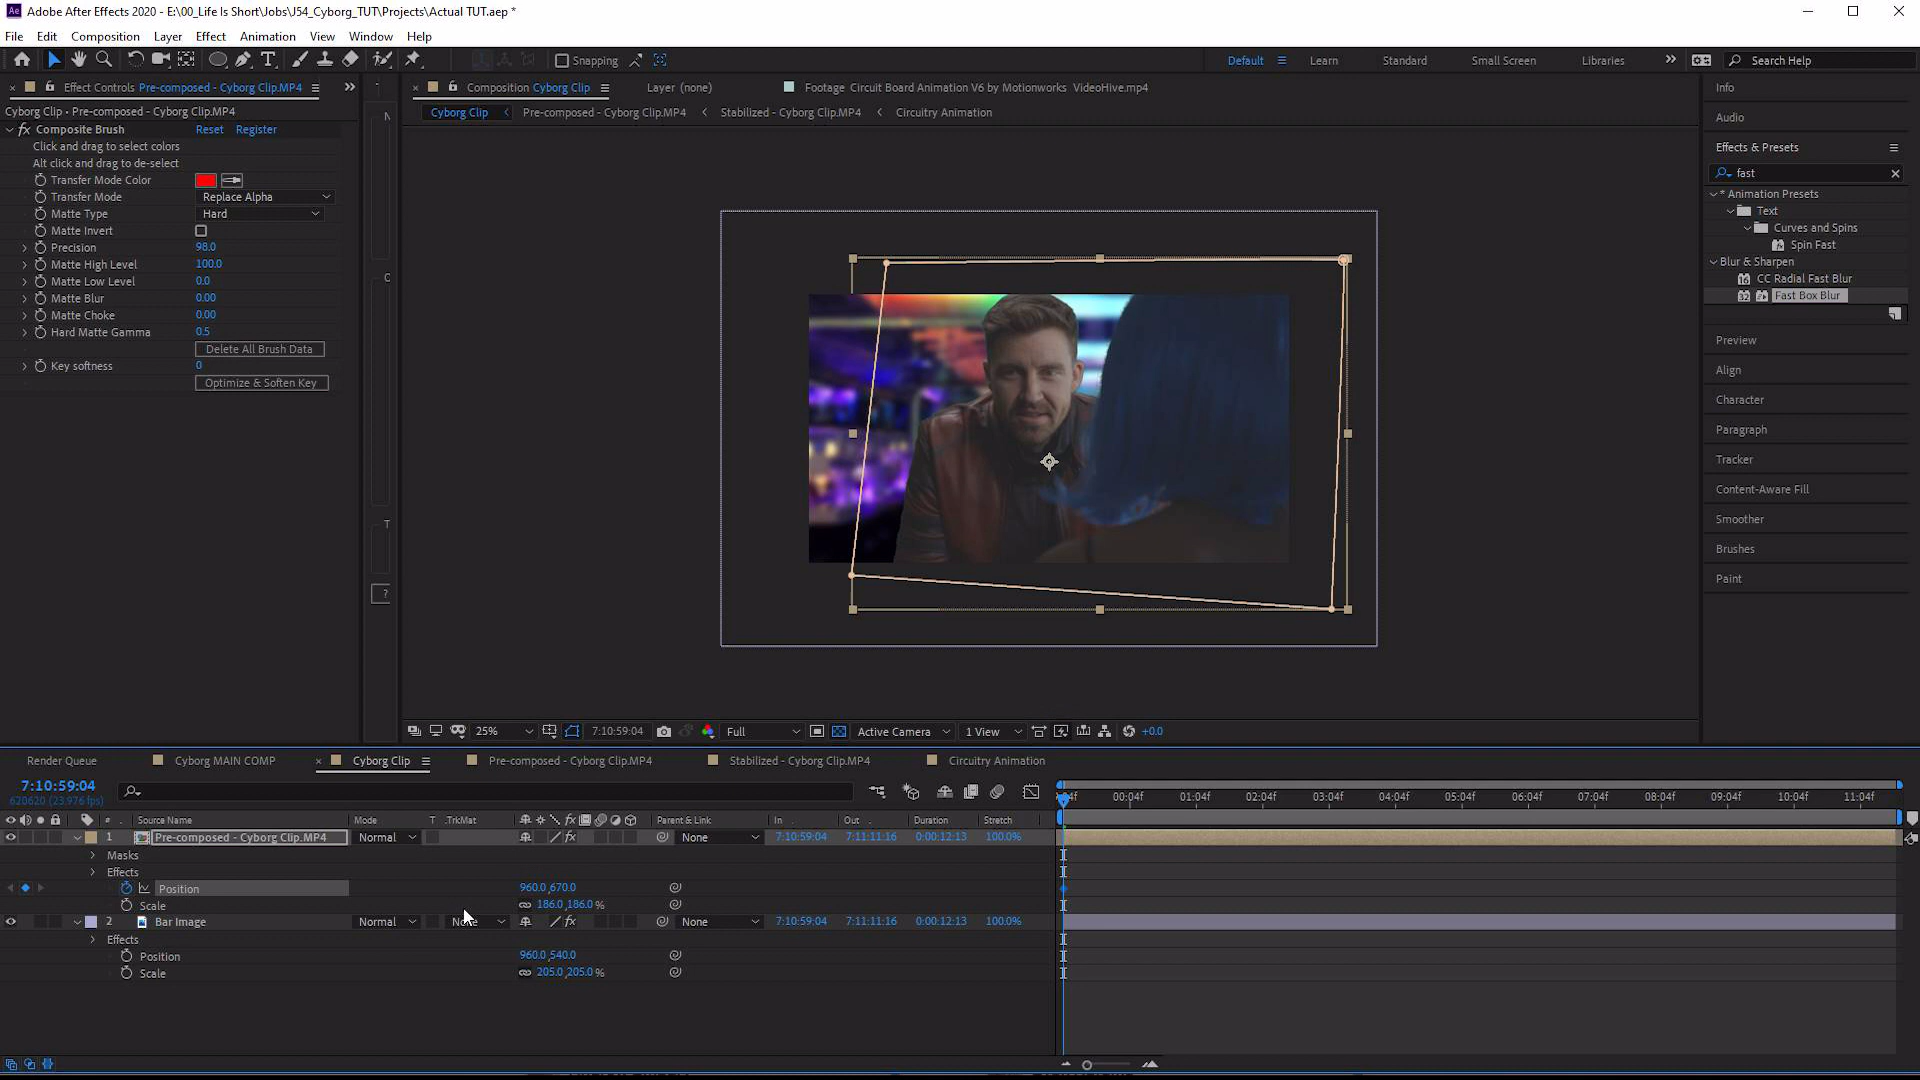 Ae Adobe After Effects 2020 - E:\00_Life Is Short\Jobs\J54_Cyborg_TUT\Projects\Actual TUT.aep *
File Edit Composition Layer Effect Animation View Window Help
Snapping Default Learn Standard Small Screen Libraries Search Help
Effect Controls Pre-composed - Cyborg Clip.MP4
Cyborg Clip • Pre-composed - Cyborg Clip.MP4
fx Composite Brush Reset Register
Click and drag to select colors
Alt click and drag to de-select
Transfer Mode Color
Transfer Mode Replace Alpha
Matte Type Hard
Matte Invert
Precision 98.0
Matte High Level 100.0
Matte Low Level 0.0
Matte Blur 0.00
Matte Choke 0.00
Hard Matte Gamma 0.5
Delete All Brush Data
Key softness 0
Optimize & Soften Key
Composition Cyborg Clip Layer (none) Footage Circuit Board Animation V6 by Motionworks VideoHive.mp4
Cyborg Clip Pre-composed - Cyborg Clip.MP4 Stabilized - Cyborg Clip.MP4 Circuitry Animation
25% 7:10:59:04 Full Active Camera 1 View +0.0
Info
Audio
Effects & Presets
fast
* Animation Presets
Text
Curves and Spins
Spin Fast
Blur & Sharpen
16 CC Radial Fast Blur
32 Fast Box Blur
Preview
Align
Character
Paragraph
Tracker
Content-Aware Fill
Smoother
Brushes
Paint
Render Queue Cyborg MAIN COMP Cyborg Clip Pre-composed - Cyborg Clip.MP4 Stabilized - Cyborg Clip.MP4 Circuitry Animation
7:10:59:04
620620 (23.976 fps)
00:04f 01:04f 02:04f 03:04f 04:04f 05:04f 06:04f 07:04f 08:04f 09:04f 10:04f 11:04f
# Source Name Mode T .TrkMat Parent & Link In Out Duration Stretch
1 Pre-composed - Cyborg Clip.MP4 Normal fx None 7:10:59:04 7:11:11:16 0:00:12:13 100.0%
Masks
Effects
Position 960.0,670.0
Scale 186.0,186.0 %
2 Bar Image Normal None fx None 7:10:59:04 7:11:11:16 0:00:12:13 100.0%
Effects
Position 960.0,540.0
Scale 205.0,205.0 %